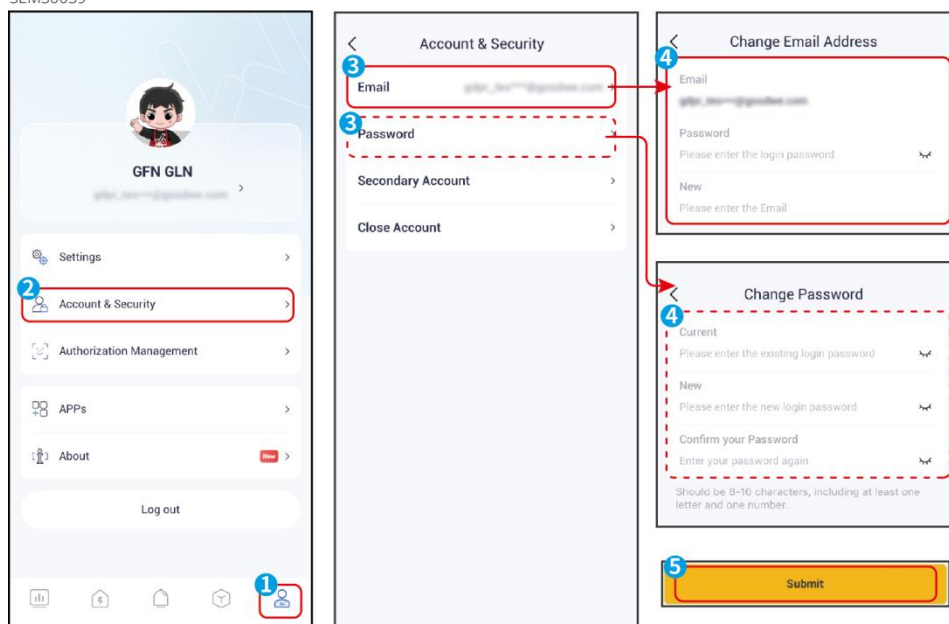 GFN GLN
Settings
2
Account & Security
Authorization Management
APPs
About
New
Log out
1
Account & Security
3
Email
3
Password
Secondary Account
Close Account
Change Email Address
4
Email
Password
Please enter the login password
New
Please enter the Email
Change Password
4
Current
Please enter the existing login password
New
Please enter the new login password
Confirm your Password
Enter your password again
Should be 8-16 characters, including at least one
letter and one number.
5
Submit